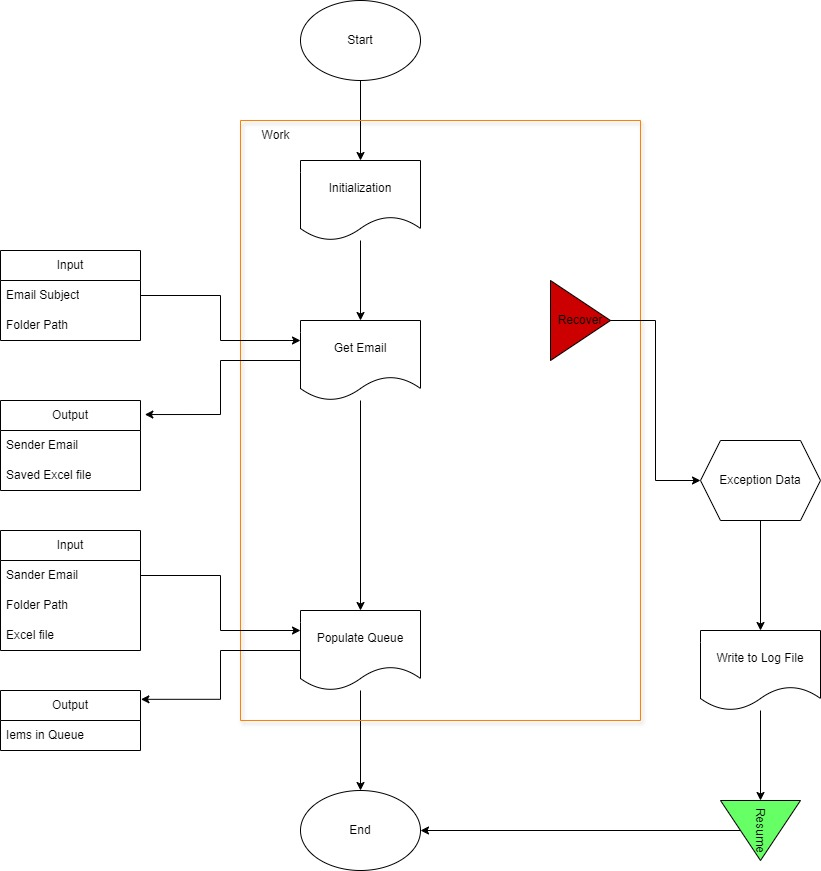 Start
Work
Initialization
Input
Email Subject
Folder Path
Get Email
Recover
Output
Sender Email
Saved Excel file
Exception Data
Input
Sander Email
Folder Path
Excel file
Populate Queue
Write to Log File
Output
Iems in Queue
End
Resume